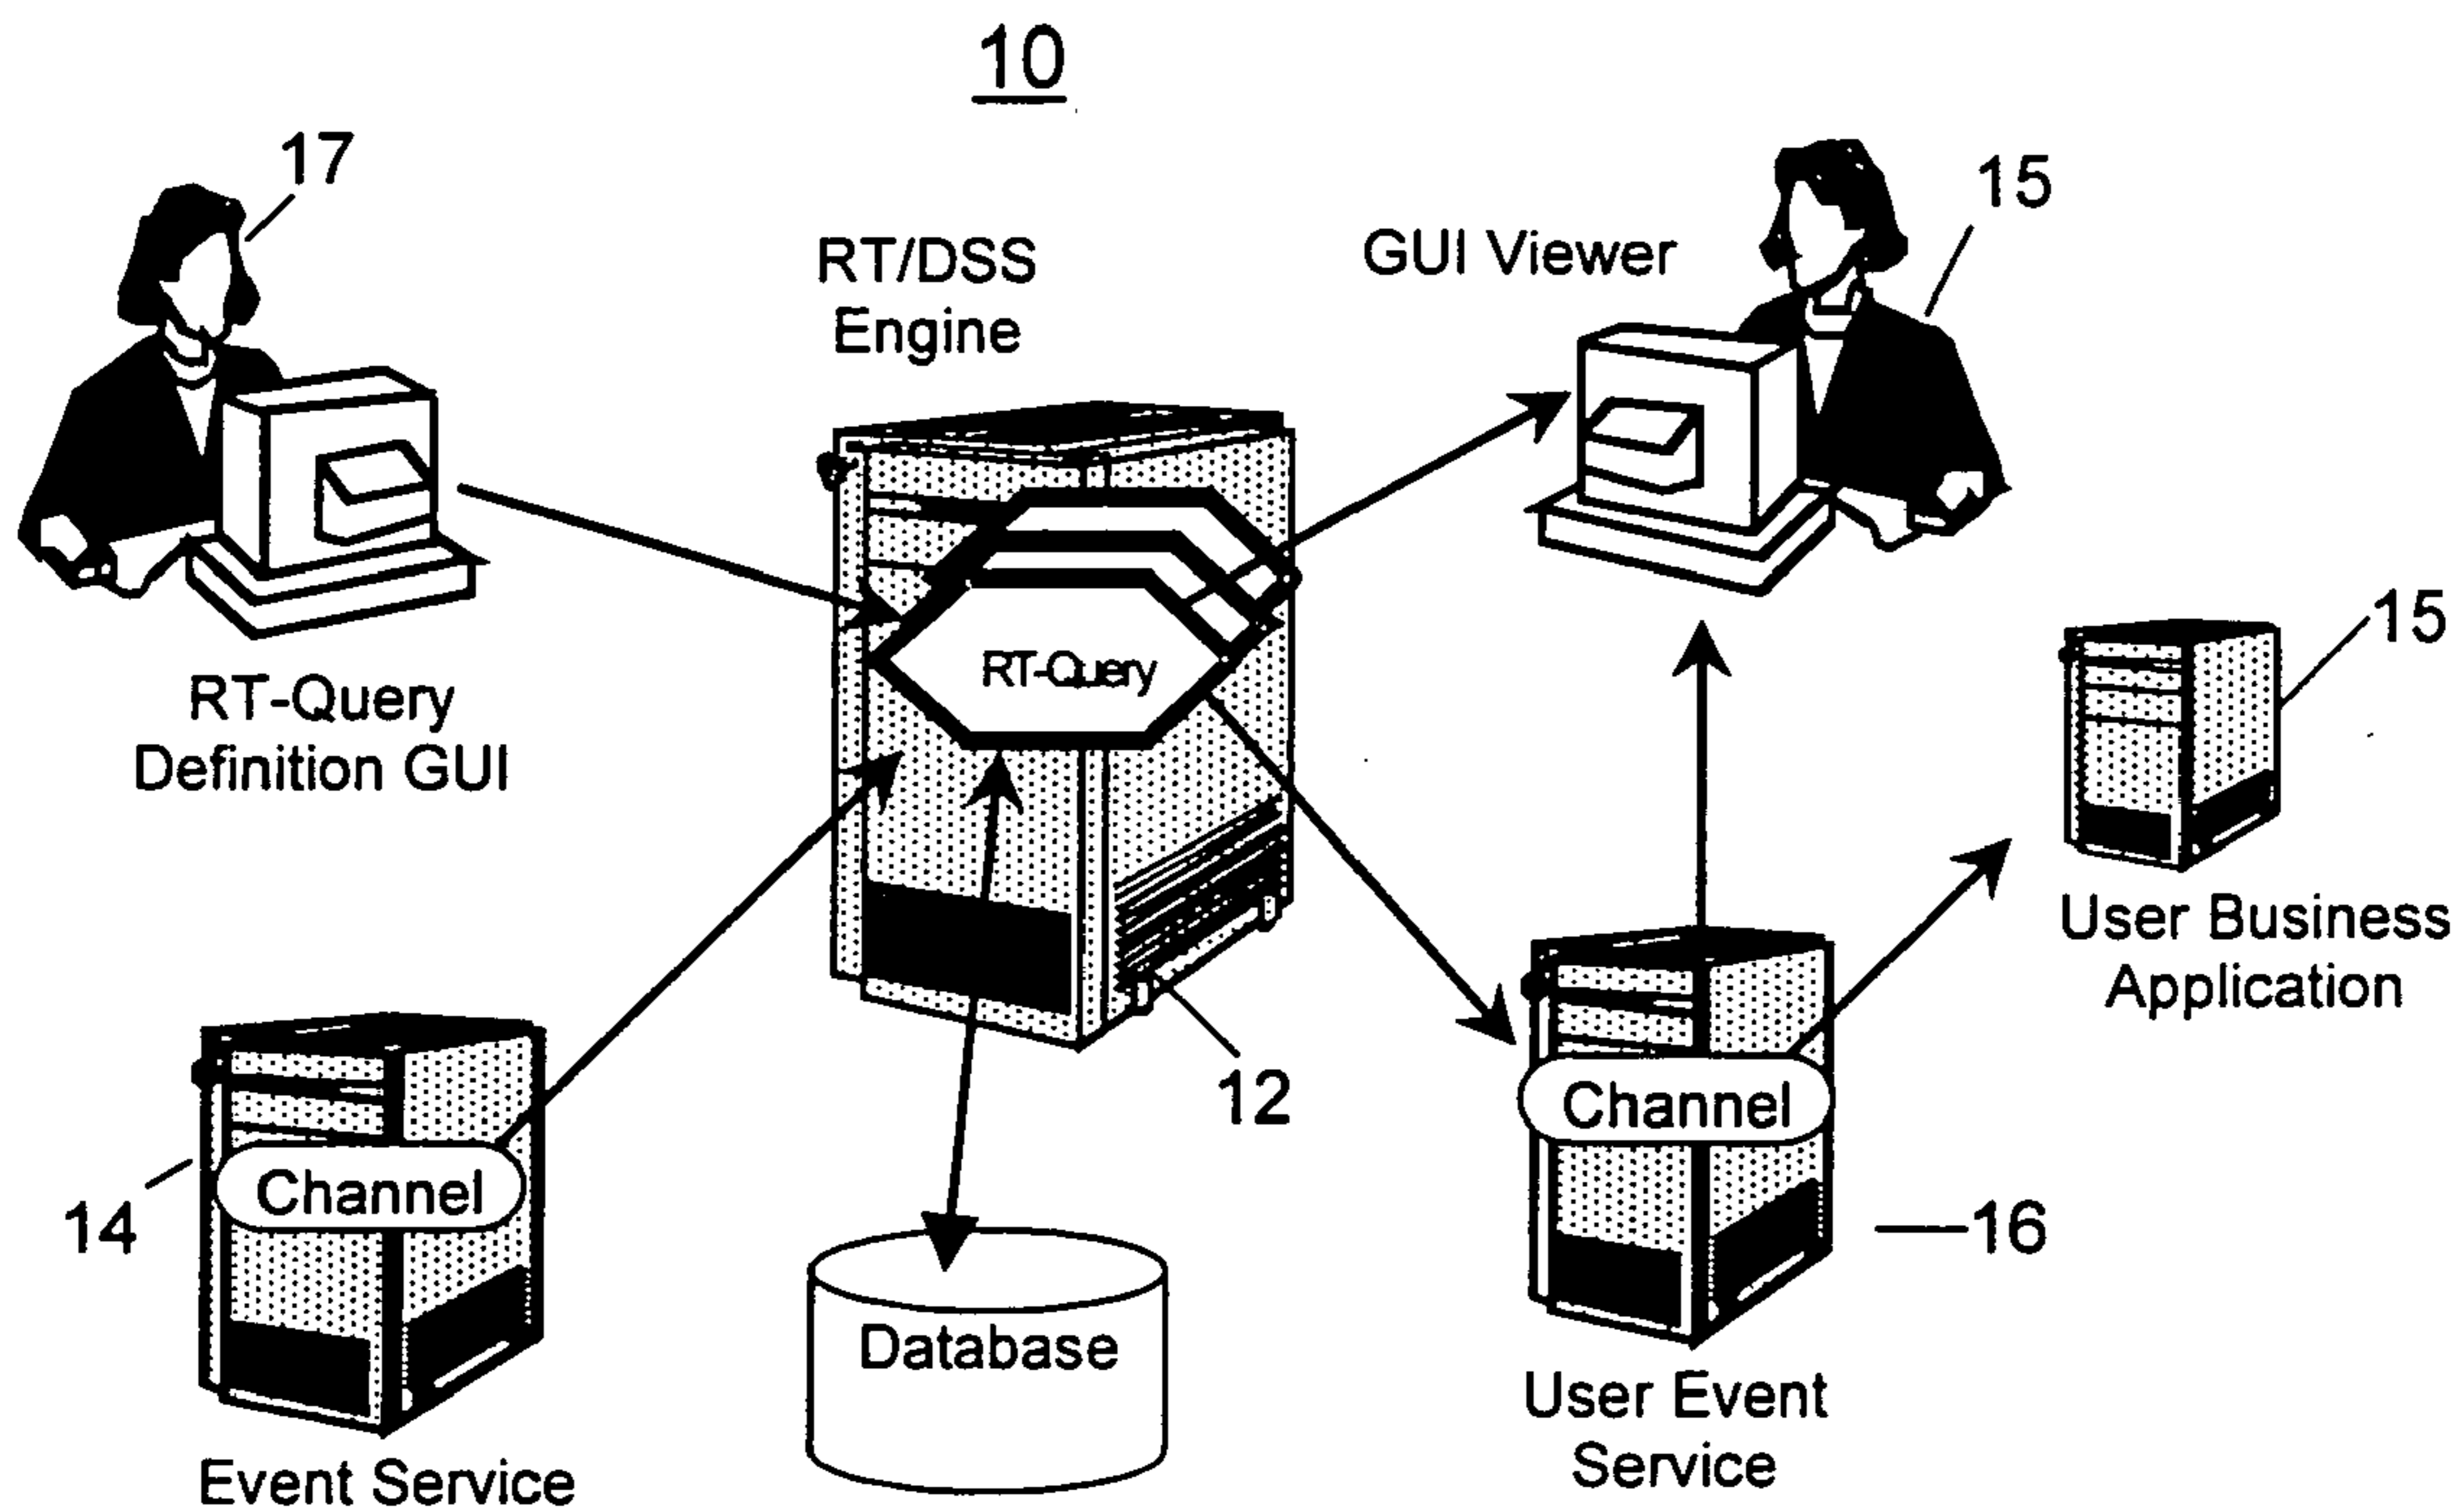 10
17
15
RT/DSS
Engine
GUI Viewer
RT-Query
15
RT-Query
Definition GUI
User Business
Application
12
Channel
Channel
14
16
Database
User Event
Service
Event Service